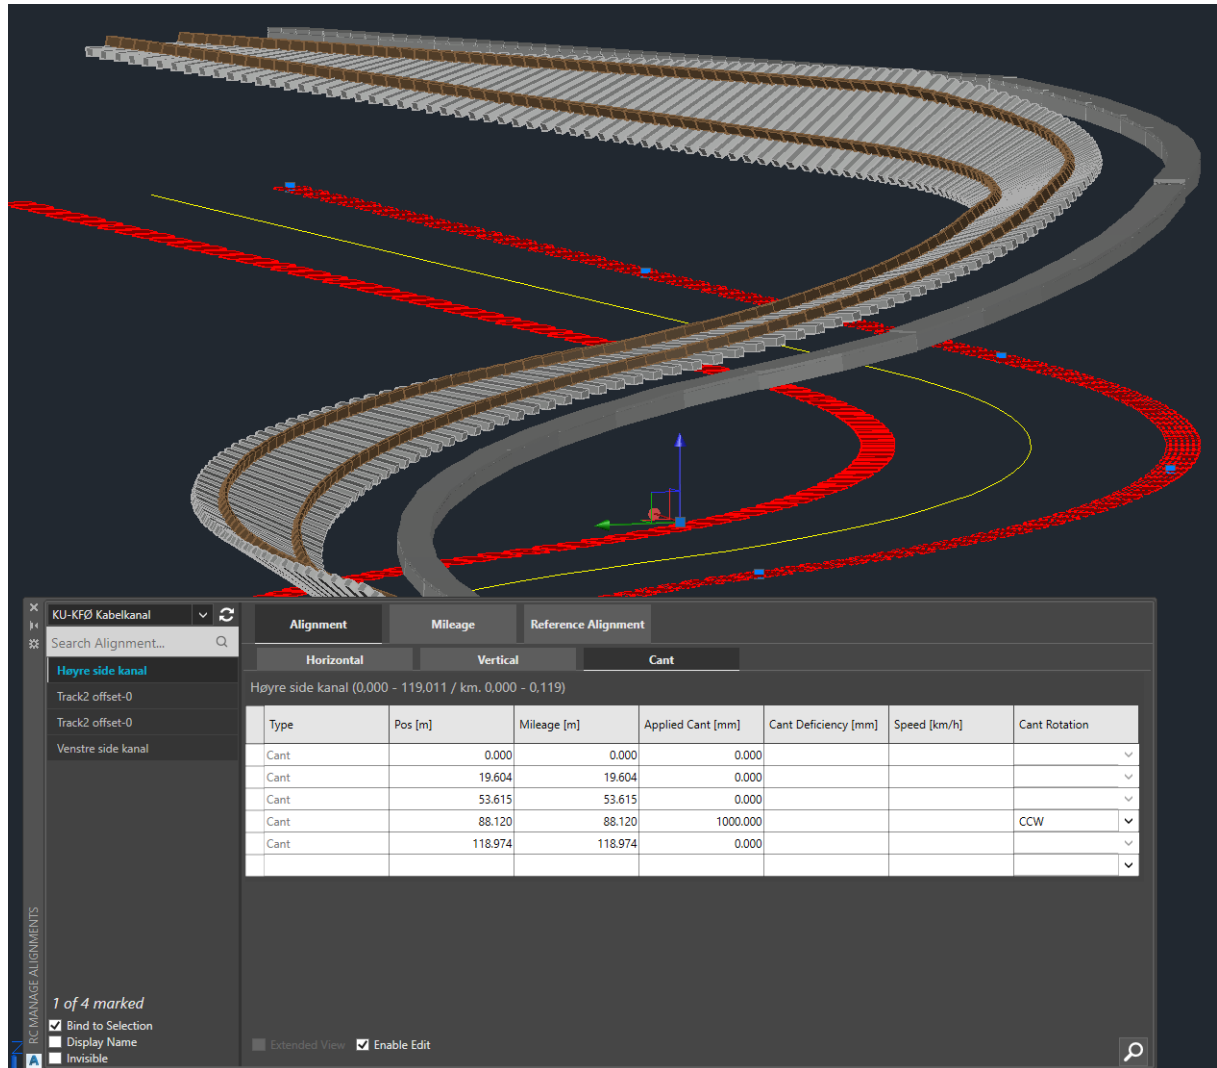 KU-KFØ Kabelkanal
Search Alignment...
Høyre side kanal
Track2 offset-0
Track2 offset-0
Venstre side kanal
1 of 4 marked
Bind to Selection
Display Name
Invisible
RC MANAGE ALIGNMENTS
Alignment Mileage Reference Alignment
Horizontal Vertical Cant
Høyre side kanal (0,000 - 119,011 / km. 0,000 - 0,119)
Type Pos [m] Mileage [m] Applied Cant [mm] Cant Deficiency [mm] Speed [km/h] Cant Rotation
Cant 0.000 0.000 0.000
Cant 19.604 19.604 0.000
Cant 53.615 53.615 0.000
Cant 88.120 88.120 1000.000 CCW
Cant 118.974 118.974 0.000
Extended View Enable Edit